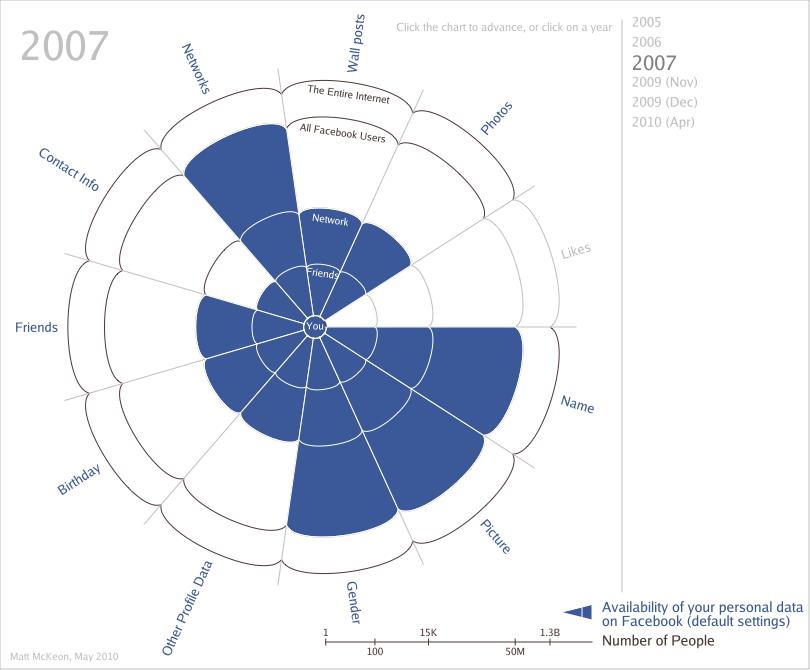 2007
Click the chart to advance, or click on a year
2005
2006
2007
2009 (Nov)
2009 (Dec)
2010 (Apr)
Networks
Wall posts
Photos
Contact Info
Likes
Friends
Name
Birthday
Picture
Other Profile Data
Gender
The Entire Internet
All Facebook Users
Network
Friends
You
Availability of your personal data
on Facebook (default settings)
Number of People
1
15K
1.3B
100
50M
Matt McKeon, May 2010